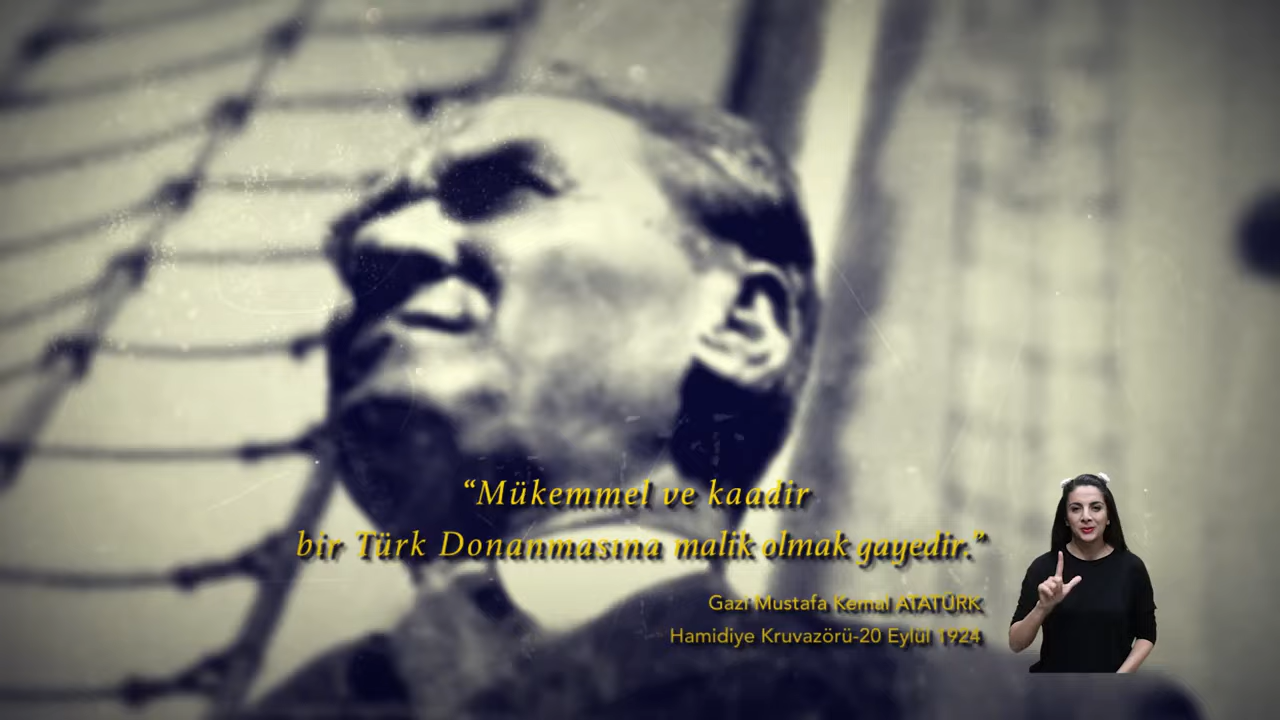 “Mükemmel ve kaadir
bir Türk Donanmasına malik olmak gayedir.”
Gazi Mustafa Kemal ATATÜRK
Hamidiye Kruvazörü-20 Eylül 1924